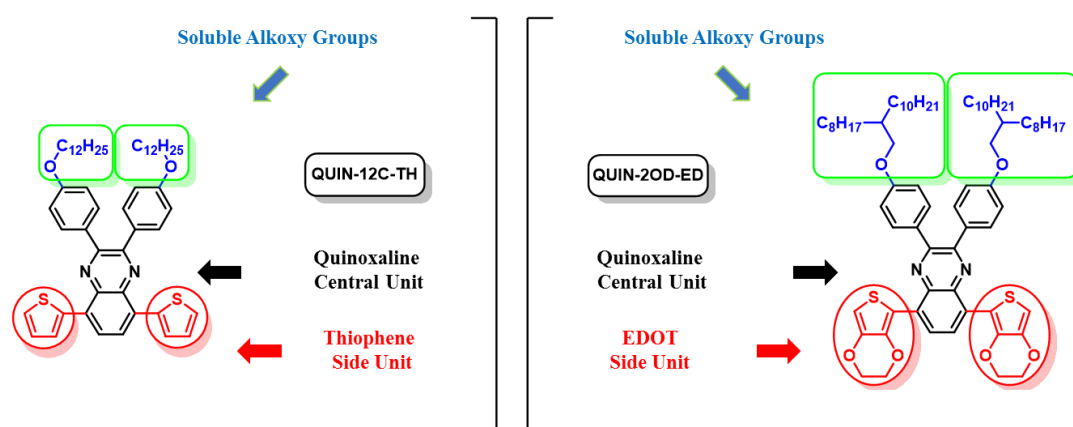 Soluble Alkoxy Groups
C12H25 C12H25
O O
QUIN-12C-TH
N N
Quinoxaline
Central Unit
S S
Thiophene
Side Unit
Soluble Alkoxy Groups
C10H21 C10H21
C8H17 C8H17
O O
QUIN-2OD-ED
N N
Quinoxaline
Central Unit
S S
EDOT
Side Unit
O O
O O